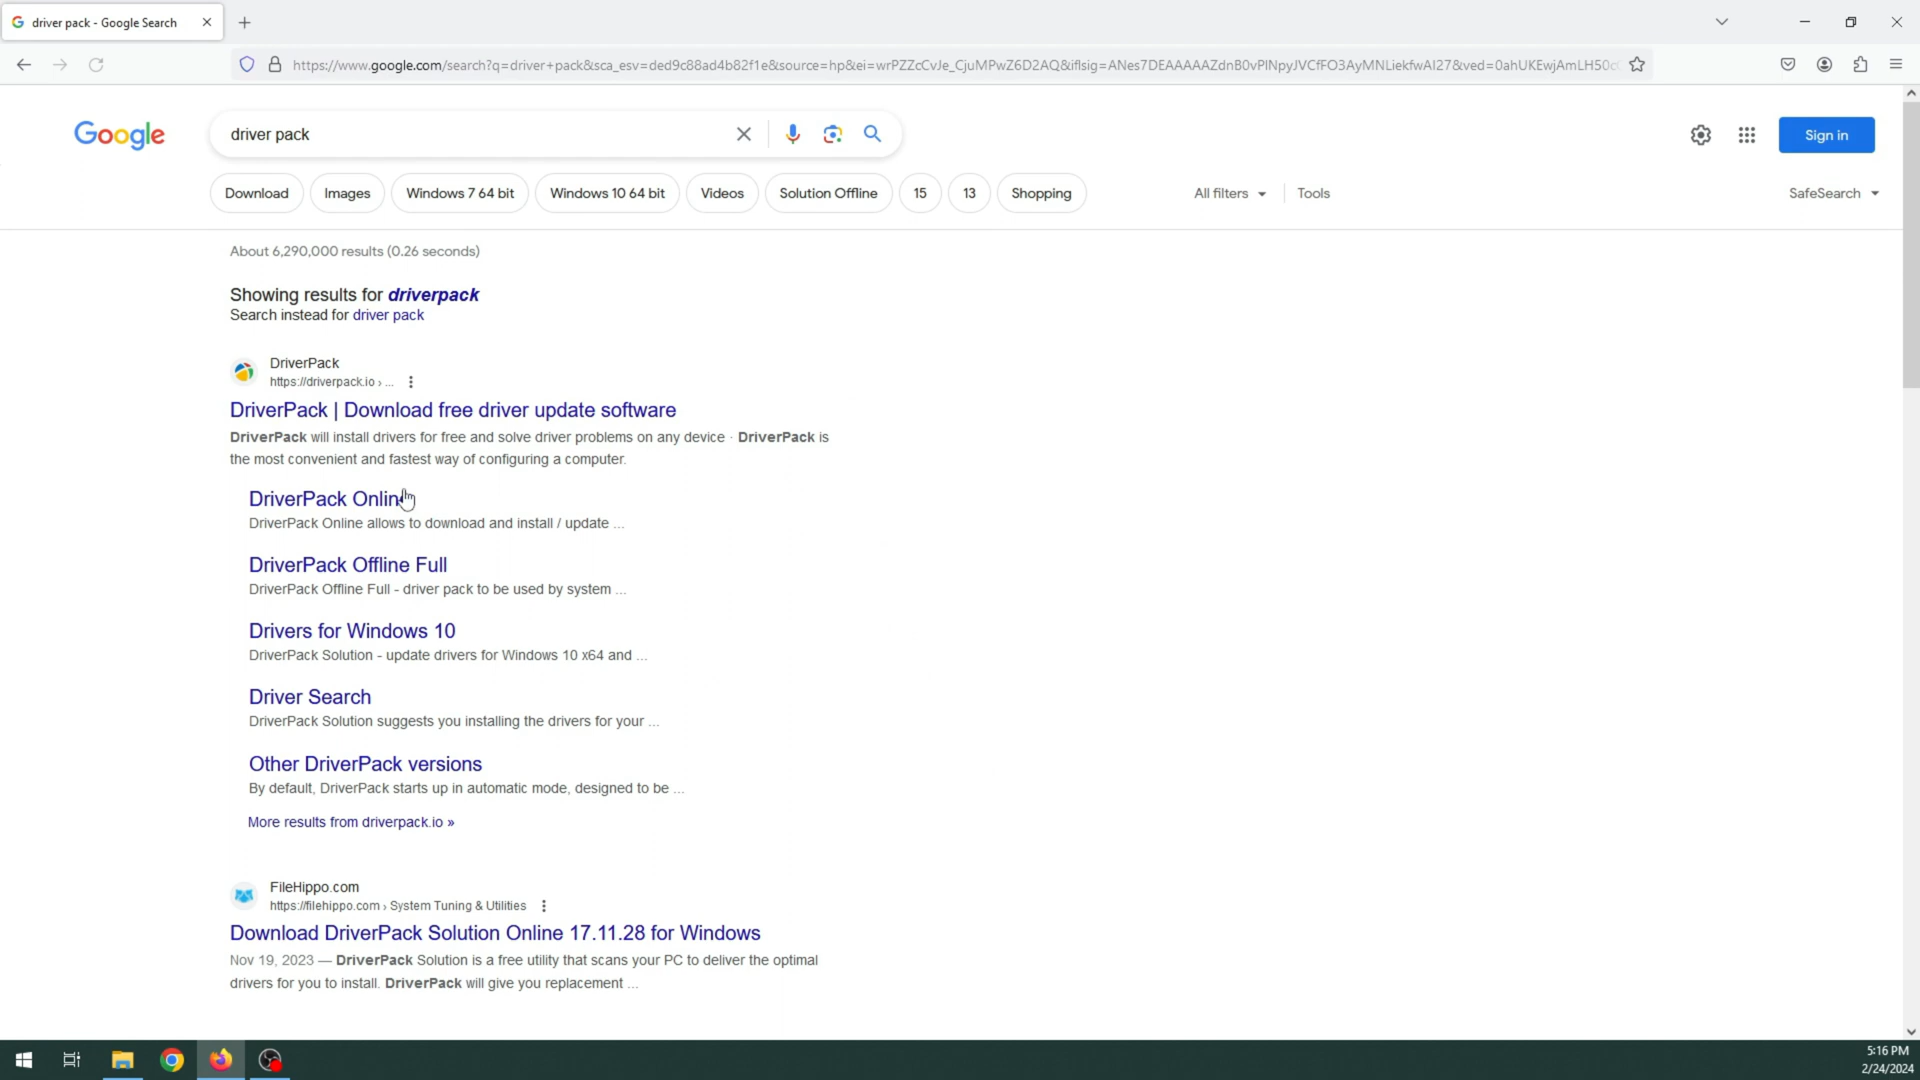 driver pack - Google Search
https://www.google.com/search?q=driver+pack&sca_esv=ded9c88ad4b82f1e&source=hp&ei=wrPZZcCvJe_CjuMPwZ6D2AQ&iflsig=ANes7DEAAAAAZdnB0vPlNpyJVCfFO3AyMNLiekfwAI27&ved=0ahUKEwjAmLH50c
Google
driver pack
Sign in
Download
Images
Windows 7 64 bit
Windows 10 64 bit
Videos
Solution Offline
15
13
Shopping
All filters
Tools
SafeSearch
About 6,290,000 results (0.26 seconds)
Showing results for driverpack
Search instead for driver pack
DriverPack
https://driverpack.io › ...
DriverPack | Download free driver update software
DriverPack will install drivers for free and solve driver problems on any device · DriverPack is
the most convenient and fastest way of configuring a computer.
DriverPack Online
DriverPack Online allows to download and install / update ...
DriverPack Offline Full
DriverPack Offline Full - driver pack to be used by system ...
Drivers for Windows 10
DriverPack Solution - update drivers for Windows 10 x64 and ...
Driver Search
DriverPack Solution suggests you installing the drivers for your ...
Other DriverPack versions
By default, DriverPack starts up in automatic mode, designed to be ...
More results from driverpack.io »
FileHippo.com
https://filehippo.com › System Tuning & Utilities
Download DriverPack Solution Online 17.11.28 for Windows
Nov 19, 2023 — DriverPack Solution is a free utility that scans your PC to deliver the optimal
drivers for you to install. DriverPack will give you replacement ...
5:16 PM
2/24/2024